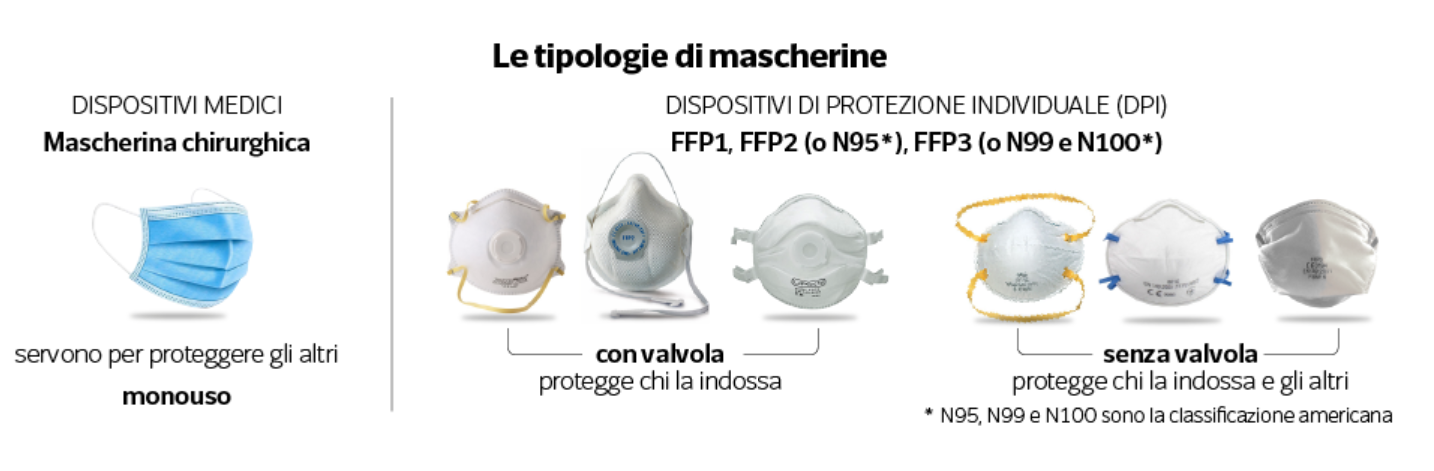 Le tipologie di mascherine
DISPOSITIVI MEDICI
Mascherina chirurghica
servono per proteggere gli altri
monouso
DISPOSITIVI DI PROTEZIONE INDIVIDUALE (DPI)
FFP1, FFP2 (o N95*), FFP3 (o N99 e N100*)
con valvola
protegge chi la indossa
senza valvola
protegge chi la indossa e gli altri
* N95, N99 e N100 sono la classificazione americana